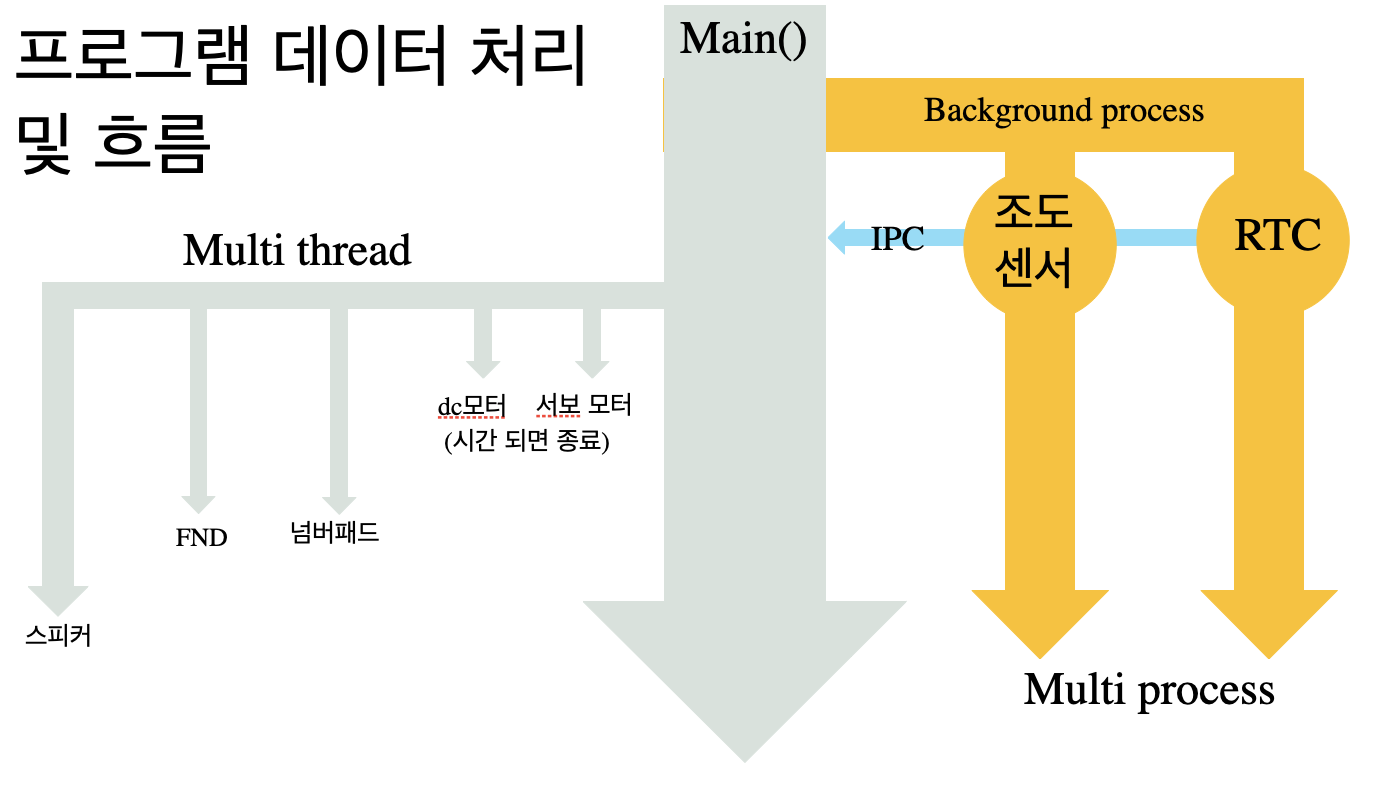 프로그램 데이터 처리
및 흐름
Main()
Background process
조도
센서
RTC
IPC
Multi thread
dc모터
서보 모터
(시간 되면 종료)
FND
넘버패드
스피커
Multi process